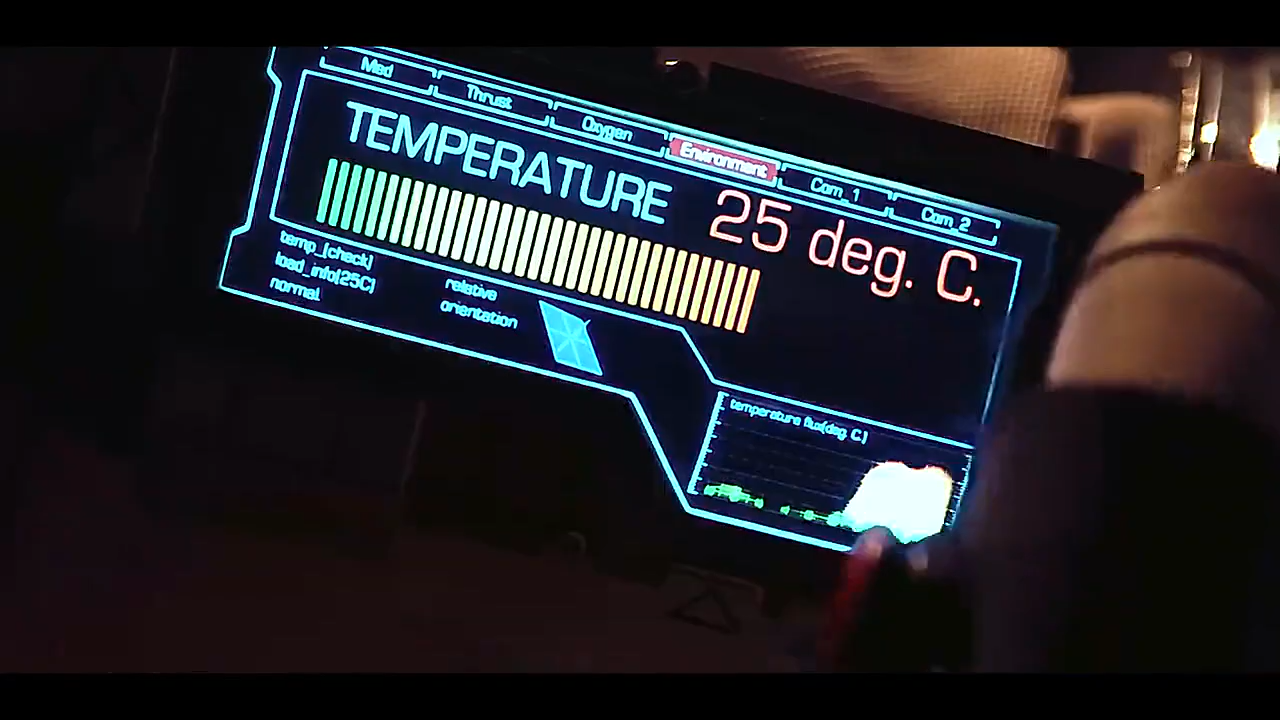 Med
Thrust
Oxygen
Environment
Com_1
Com_2
TEMPERATURE
25 deg. C.
temp_[check]
load_info[25C]
normal.
relative
orientation
temperature flux[deg. C.]